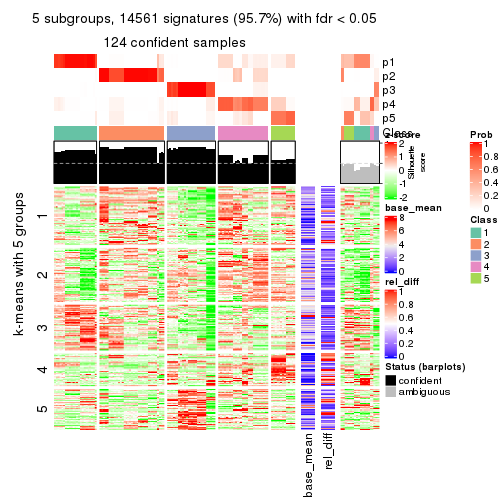 5 subgroups, 14561 signatures (95.7%) with fdr < 0.05
124 confident samples
p1
p2
p3
p4
p5
Class
Silhouette
score
k-means with 5 groups
1
2
3
4
5
base_mean
rel_diff
z-score
2
1
0
-1
-2
base_mean
8
6
4
2
0
rel_diff
1
0.8
0.6
0.4
0.2
0
Status (barplots)
confident
ambiguous
Prob
1
0.8
0.6
0.4
0.2
0
Class
1
2
3
4
5